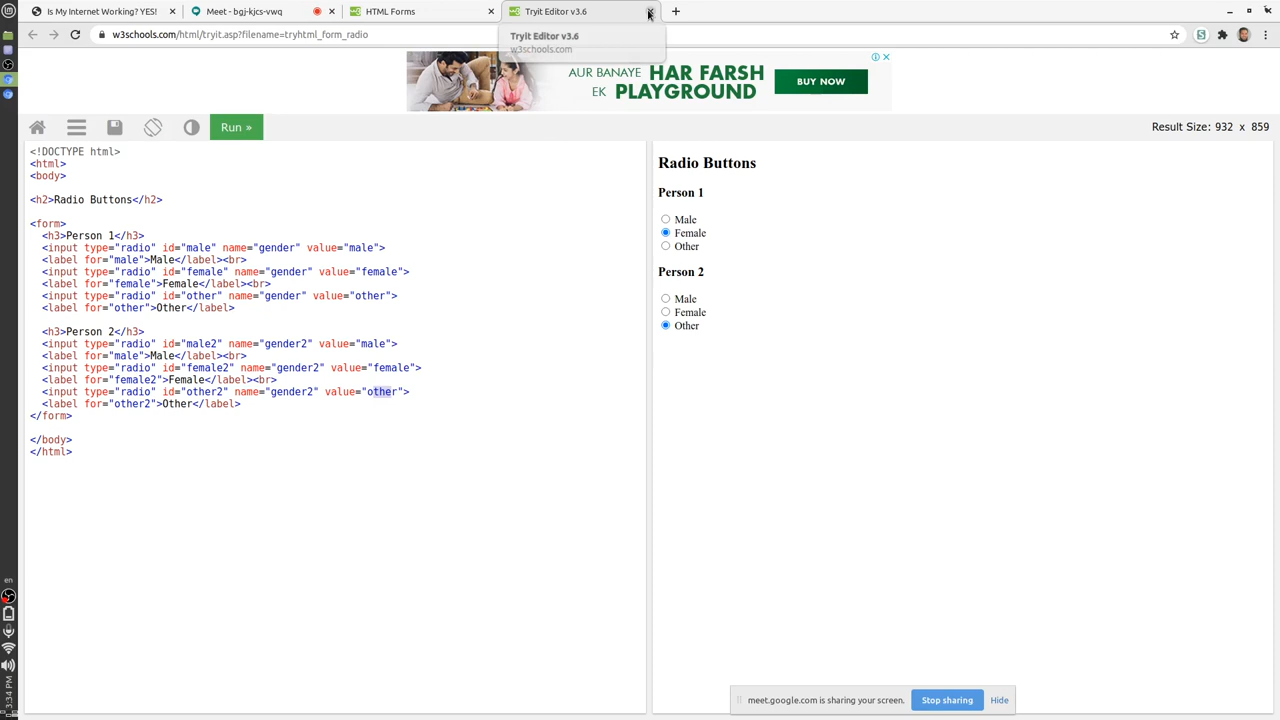 Is My Internet Working? YES!
Meet - bgj-kjcs-vwq
HTML Forms
Tryit Editor v3.6
w3schools.com/html/tryit.asp?filename=tryhtml_form_radio
Tryit Editor v3.6
w3schools.com
AUR BANAYE HAR FARSH
EK PLAYGROUND
BUY NOW
Run »
Result Size: 932 x 859
<!DOCTYPE html>
<html>
<body>
<h2>Radio Buttons</h2>
<form>
<h3>Person 1</h3>
<input type="radio" id="male" name="gender" value="male">
<label for="male">Male</label><br>
<input type="radio" id="female" name="gender" value="female">
<label for="female">Female</label><br>
<input type="radio" id="other" name="gender" value="other">
<label for="other">Other</label>
<h3>Person 2</h3>
<input type="radio" id="male2" name="gender2" value="male">
<label for="male">Male</label><br>
<input type="radio" id="female2" name="gender2" value="female">
<label for="female2">Female</label><br>
<input type="radio" id="other2" name="gender2" value="other">
<label for="other2">Other</label>
</form>
</body>
</html>
Radio Buttons
Person 1
Male
Female
Other
Person 2
Male
Female
Other
en
3:34 PM
meet.google.com is sharing your screen.
Stop sharing
Hide